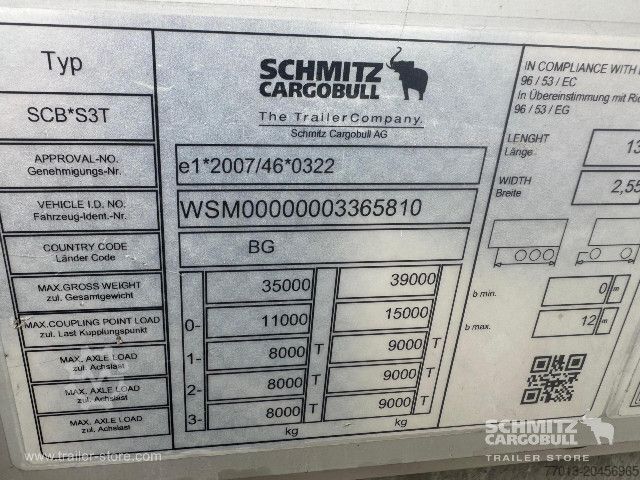 Typ
SCHMITZ
CARGOBULL
The TrailerCompany.
Schmitz Cargobull AG
IN COMPLIANCE WITH
96 / 53 / EC
In Übereinstimmung mit
96 / 53 / EG
SCB*S3T
APPROVAL-NO.
Genehmigungs-Nr.
e1*2007/46*0322
LENGHT
Länge
13
VEHICLE I.D. NO.
Fahrzeug-Ident.-Nr.
WSM00000003365810
WIDTH
Breite
2,55
COUNTRY CODE
Länder Code
BG
MAX.GROSS WEIGHT
zul. Gesamtgewicht
35000 39000
b min. 0 m
MAX.COUPLING POINT LOAD
zul. Last Kupplungspunkt
0- 11000 15000
b max. 12 m
MAX. AXLE LOAD
zul. Achslast
1- 8000 T 9000 T
MAX. AXLE LOAD
zul. Achslast
2- 8000 T 9000 T
MAX. AXLE LOAD
zul. Achslast
3- 8000 T 9000 T
kg kg
SCHMITZ
CARGOBULL
TRAILER STORE
www.trailer-store.com
77013-20456965